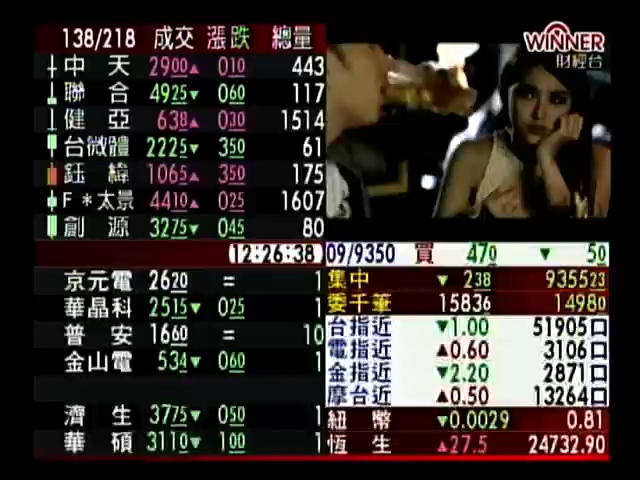 138/218 成交 漲跌 總量
WINNER
財經台
中天 2900▲ 010 443
聯合 4925▼ 060 117
健亞 638▲ 030 1514
台微體 2225▼ 350 61
鈺緯 1065▲ 350 175
F*太景 4410▲ 025 1607
創源 3275▼ 045 80
12:26:38 09/9350 買 470 ▼ 50
京元電 2620 = 1
華晶科 2515▼ 025 1
普安 1660 = 10
金山電 534▼ 060 1
濟生 3775▼ 050 1
華碩 3110▼ 100 1
集中 ▼ 238 935523
委千筆 15836 14980
台指近 ▼1.00 51905口
電指近 ▲0.60 3106口
金指近 ▼2.20 2871口
摩台近 ▲0.50 13264口
紐幣 ▼0.0029 0.81
恆生 ▲27.5 24732.90